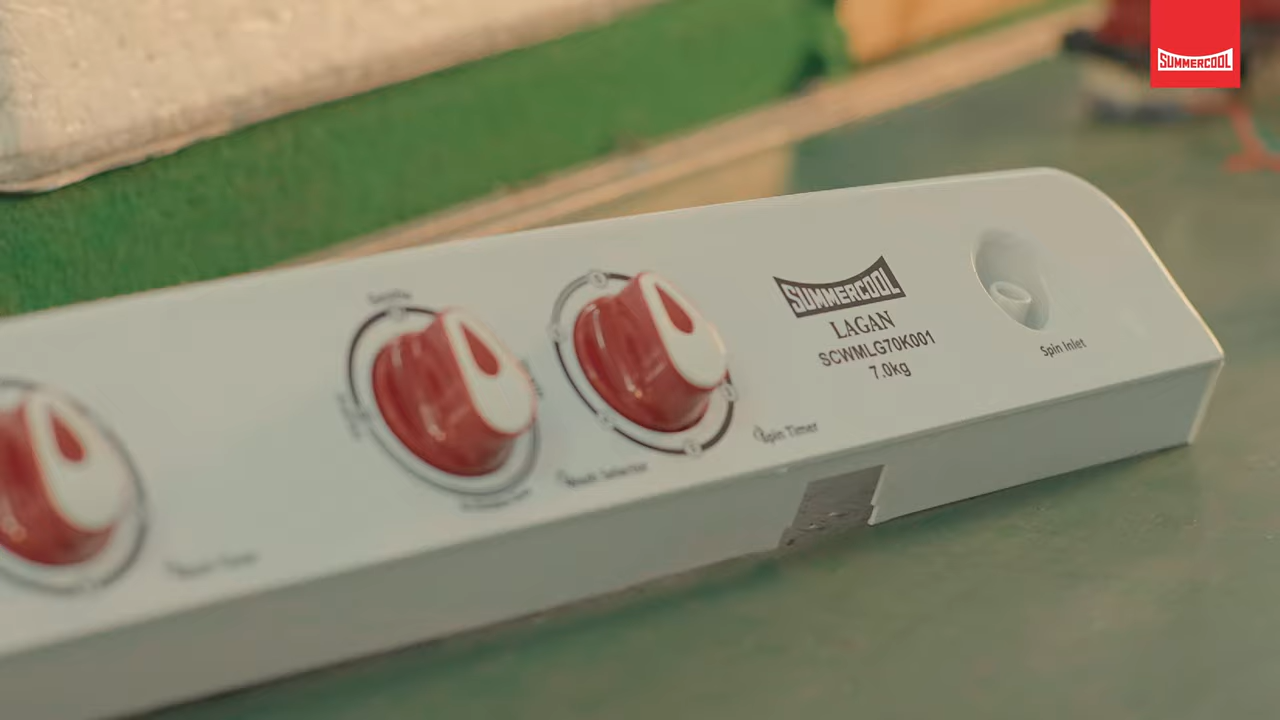 SUMMERCOOL
SUMMERCOOL
LAGAN
SCWMLG70K001
7.0kg
Spin Inlet
Spin Timer
Wash Selector